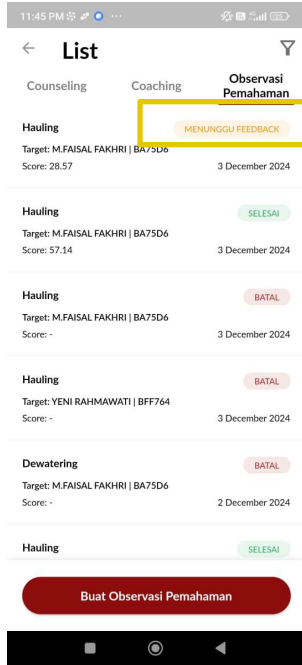 11:45 PM
List
Counseling Coaching Observasi Pemahaman
Hauling MENUNGGU FEEDBACK
Target: M.FAISAL FAKHRI | BA75D6
Score: 28.57 3 December 2024
Hauling SELESAI
Target: M.FAISAL FAKHRI | BA75D6
Score: 57.14 3 December 2024
Hauling BATAL
Target: M.FAISAL FAKHRI | BA75D6
Score: - 3 December 2024
Hauling BATAL
Target: YENI RAHMAWATI | BFF764
Score: - 3 December 2024
Dewatering BATAL
Target: M.FAISAL FAKHRI | BA75D6
Score: - 2 December 2024
Hauling SELESAI
Buat Observasi Pemahaman